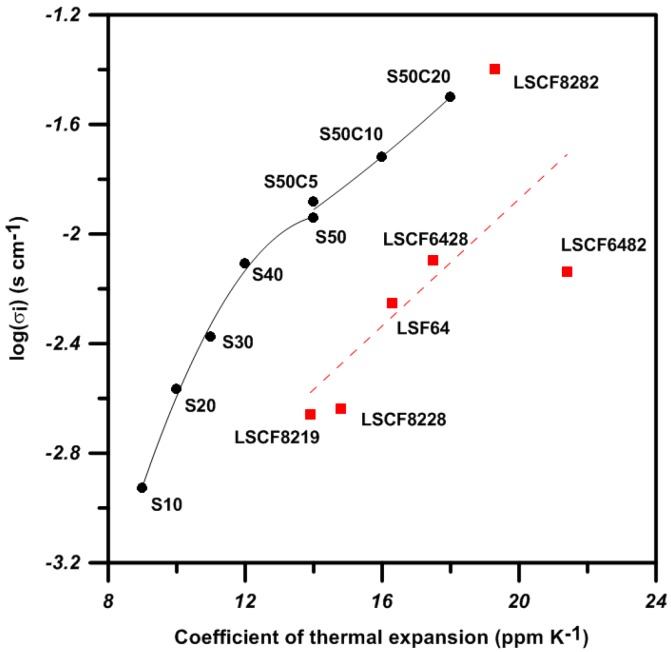 -1.2
S50C20
LSCF8282
-1.6
S50C10
S50C5
-2
S50
LSCF6428
LSCF6482
S40
log(σi) (s cm-1)
-2.4
S30
LSF64
S20
LSCF8219
LSCF8228
-2.8
S10
-3.2
8 12 16 20 24
Coefficient of thermal expansion (ppm K-1)